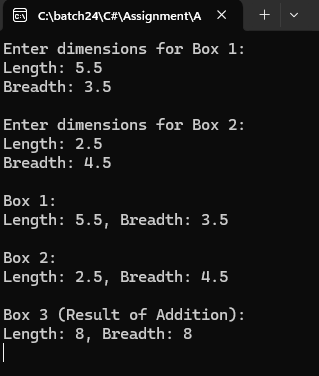 C:\batch24\C#\Assignment\A
Enter dimensions for Box 1:
Length: 5.5
Breadth: 3.5
Enter dimensions for Box 2:
Length: 2.5
Breadth: 4.5
Box 1:
Length: 5.5, Breadth: 3.5
Box 2:
Length: 2.5, Breadth: 4.5
Box 3 (Result of Addition):
Length: 8, Breadth: 8